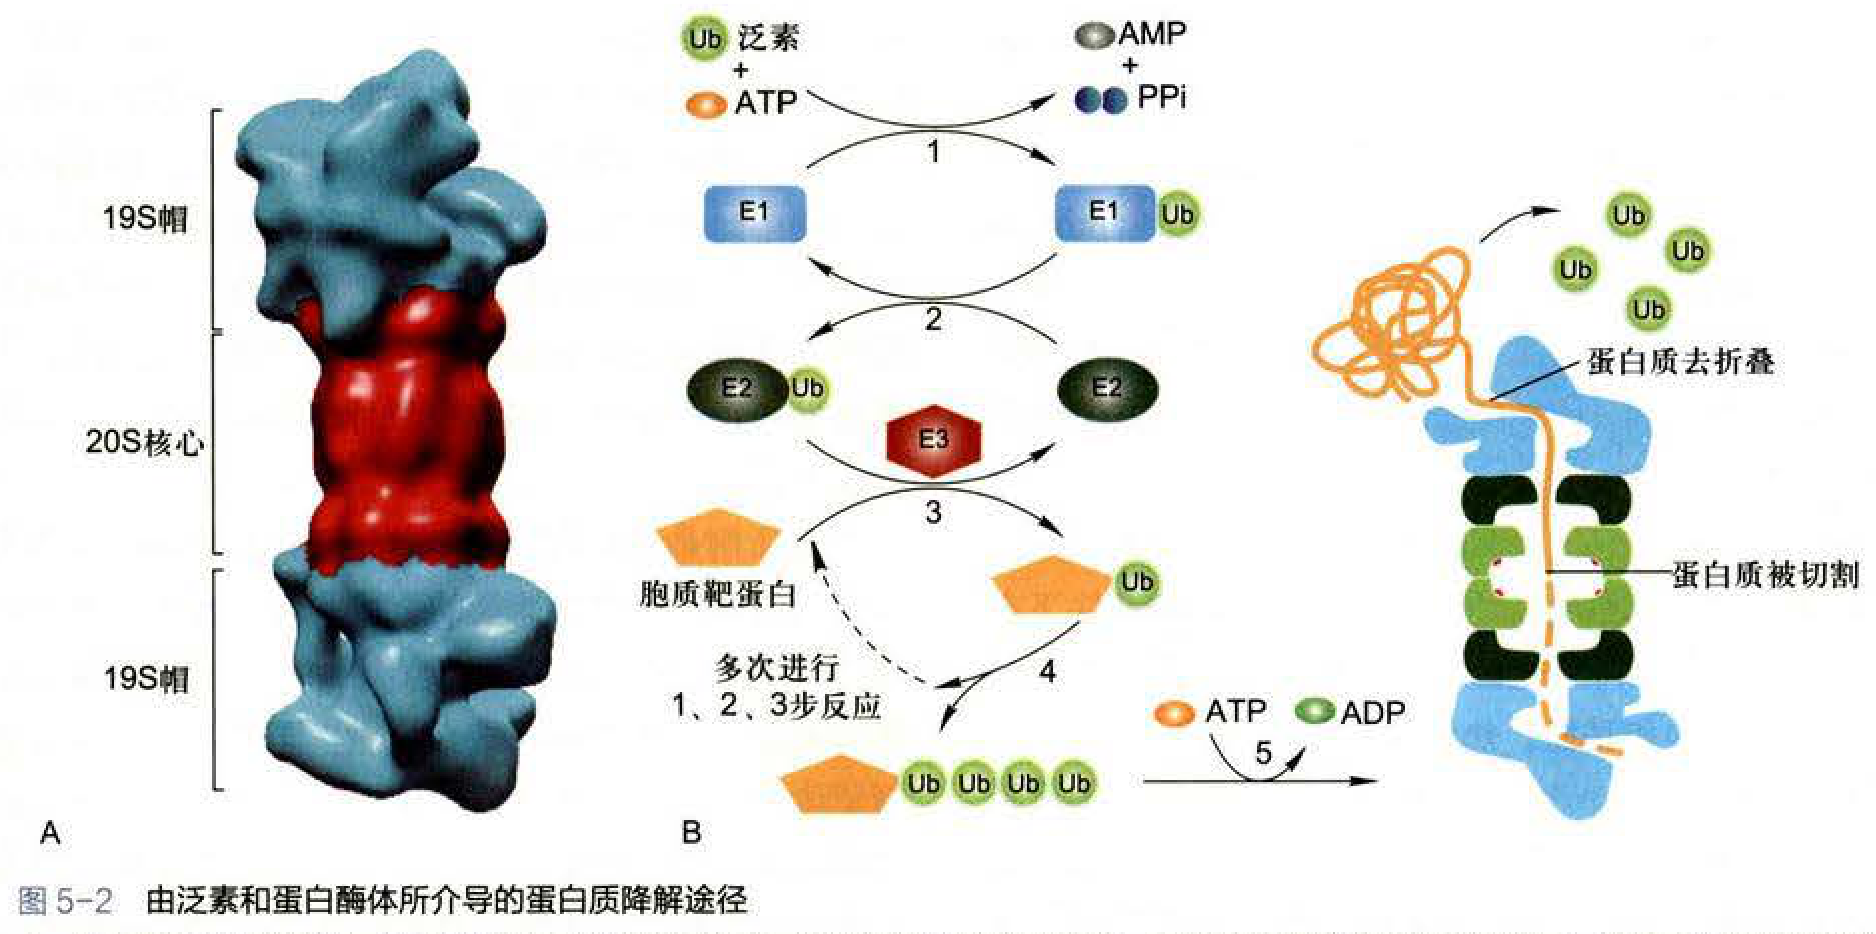 19S帽
20S核心
19S帽
A
Ub 泛素
+
ATP
AMP
+
PPi
1
E1
E1 Ub
2
E2 Ub
E2
E3
3
胞质靶蛋白
Ub
4
多次进行
1、2、3步反应
Ub Ub Ub Ub
ATP
ADP
5
Ub
Ub
Ub
Ub
蛋白质去折叠
蛋白质被切割
B
图 5-2 由泛素和蛋白酶体所介导的蛋白质降解途径